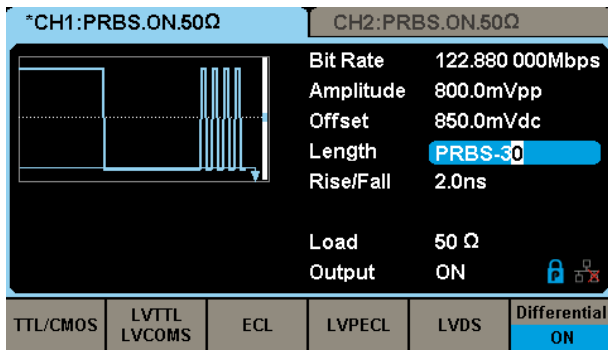 *CH1:PRBS.ON.50Ω
CH2:PRBS.ON.50Ω
Bit Rate 122.880 000Mbps
Amplitude 800.0mVpp
Offset 850.0mVdc
Length PRBS-30
Rise/Fall 2.0ns
Load 50 Ω
Output ON
P
TTL/CMOS
LVTTL
LVCOMS
ECL
LVPECL
LVDS
Differential
ON